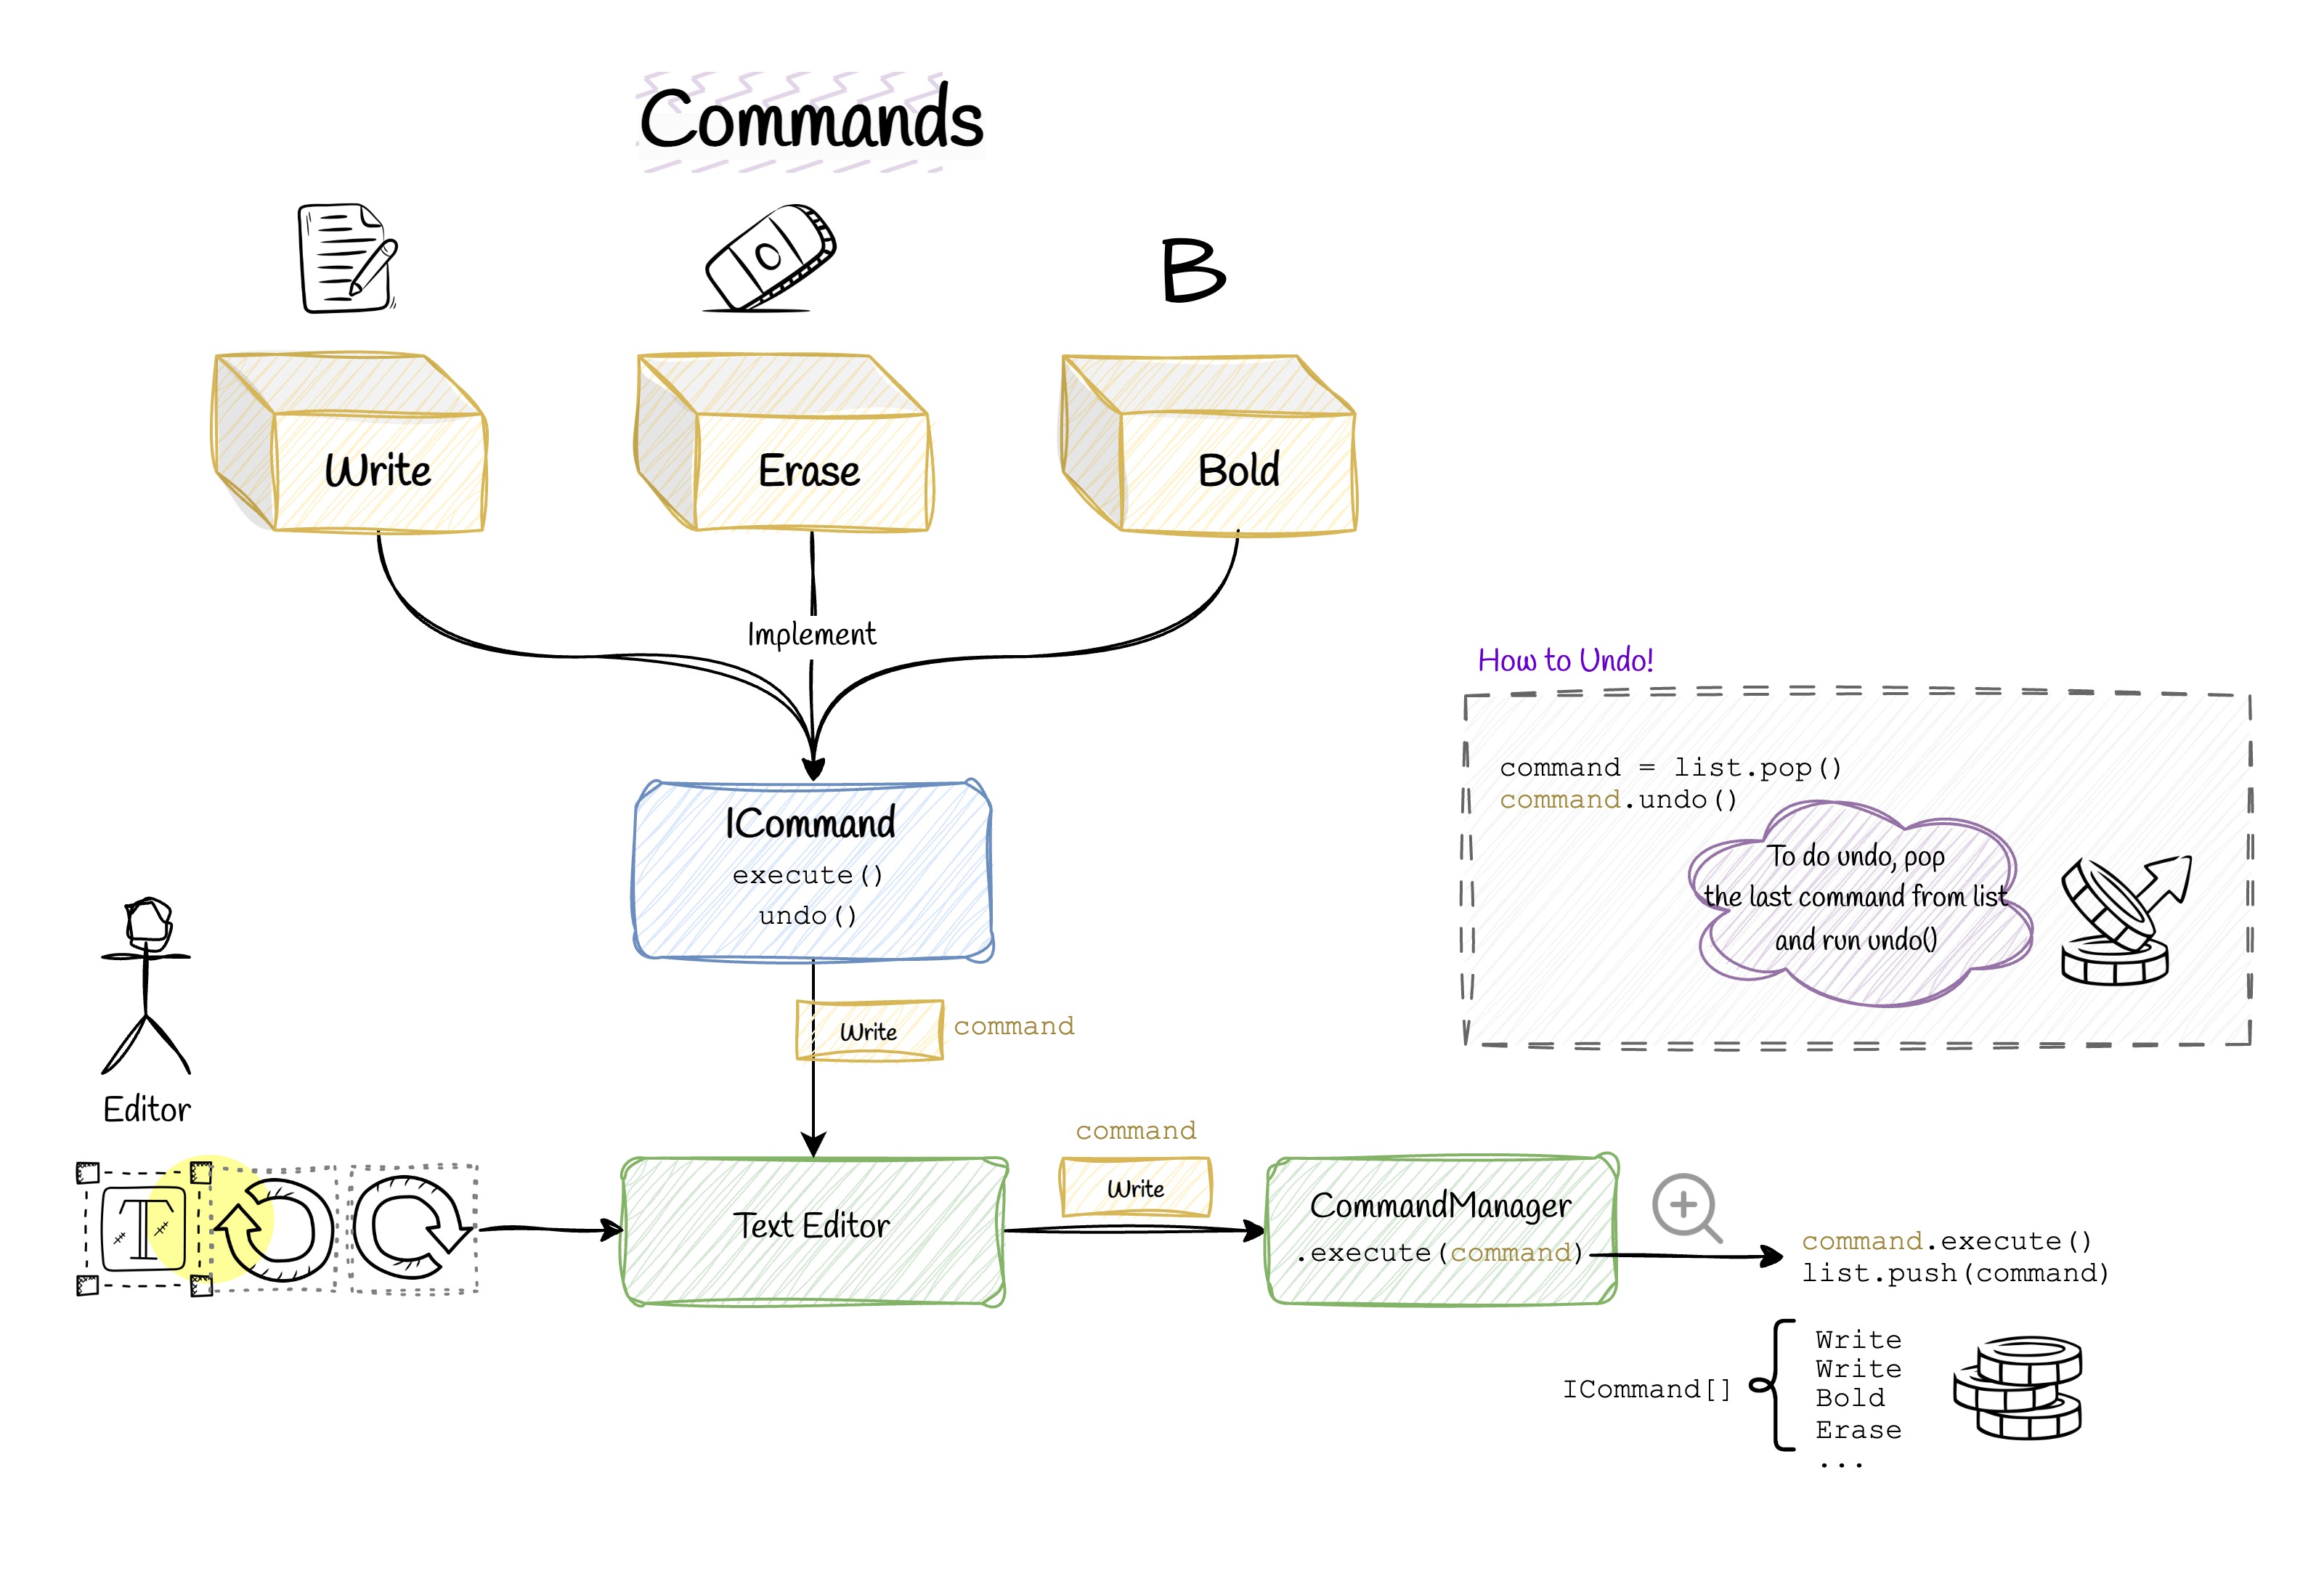 Commands
B
Write
Erase
Bold
Implement
How to Undo!
command = list.pop()
command.undo()
To do undo, pop
the last command from list
and run undo()
ICommand
execute()
undo()
Write
command
Editor
T
Text Editor
command
Write
CommandManager
.execute(command)
command.execute()
list.push(command)
ICommand[]
Write
Write
Bold
Erase
...